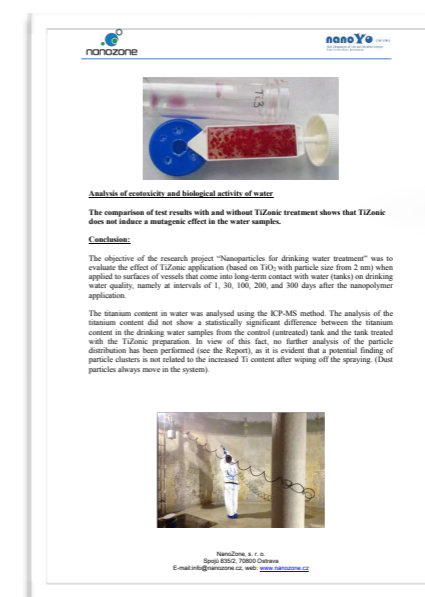 nanozone
nanoYo
Ti3
Analysis of ecotoxicity and biological activity of water
The comparison of test results with and without TiZonic treatment shows that TiZonic
does not induce a mutagenic effect in the water samples.
Conclusion:
The objective of the research project “Nanoparticles for drinking water treatment” was to
evaluate the effect of TiZonic application (based on TiO2 with particle size from 2 nm) when
applied to surfaces of vessels that come into long-term contact with water (tanks) on drinking
water quality, namely at intervals of 1, 30, 100, 200, and 300 days after the nanopolymer
application.
The titanium content in water was analysed using the ICP-MS method. The analysis of the
titanium content did not show a statistically significant difference between the titanium
content in the drinking water samples from the control (untreated) tank and the tank treated
with the TiZonic preparation. In view of this fact, no further analysis of the particle
distribution has been performed (see the Report), as it is evident that a potential finding of
particle clusters is not related to the increased Ti content after wiping off the spraying. (Dust
particles always move in the system).
NanoZone, s. r. o.
Spojů 835/2, 70800 Ostrava
E-mail:info@nanozone.cz, web: www.nanozone.cz